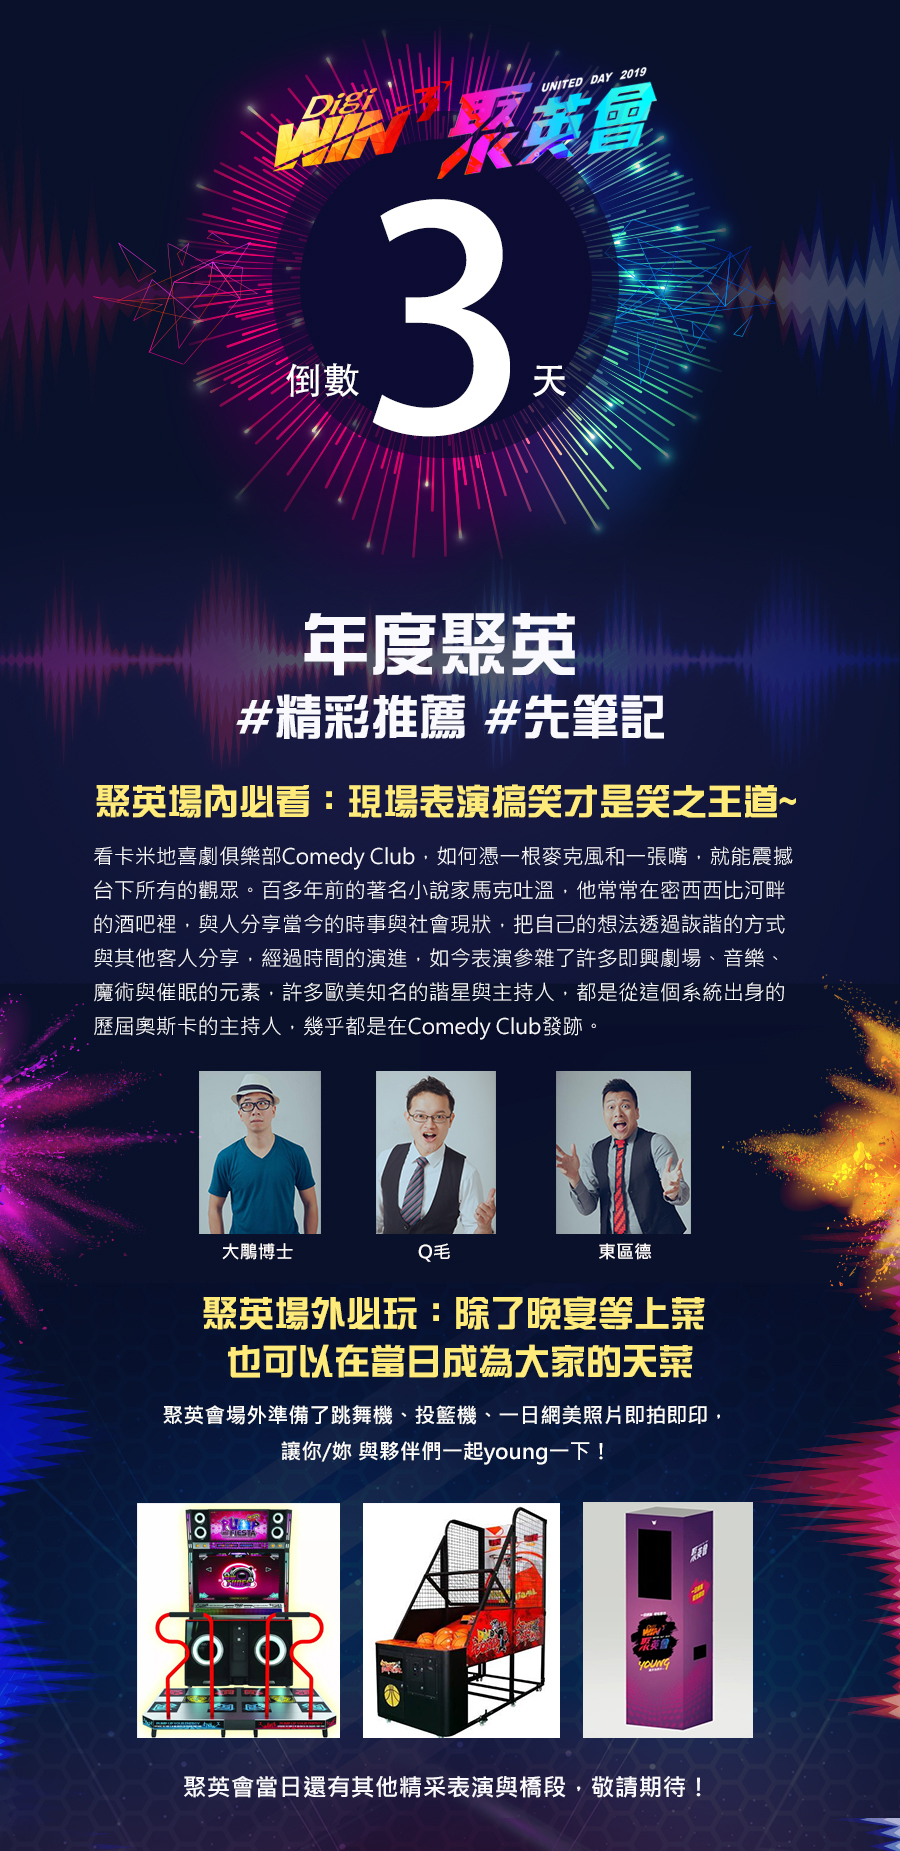 UNITED DAY 2019
Digi
WIN 3 聚英會
3
倒數
天
年度聚英
#精彩推薦 #先筆記
聚英場內必看：現場表演搞笑才是笑之王道~
看卡米地喜劇俱樂部Comedy Club，如何憑一根麥克風和一張嘴，就能震撼
台下所有的觀眾。百多年前的著名小說家馬克吐溫，他常常在密西西比河畔
的酒吧裡，與人分享當今的時事與社會現狀，把自己的想法透過詼諧的方式
與其他客人分享，經過時間的演進，如今表演參雜了許多即興劇場、音樂、
魔術與催眠的元素，許多歐美知名的諧星與主持人，都是從這個系統出身的
歷屆奧斯卡的主持人，幾乎都是在Comedy Club發跡。
大鵰博士
Q毛
東區德
聚英場外必玩：除了晚宴等上菜
也可以在當日成為大家的天菜
聚英會場外準備了跳舞機、投籃機、一日網美照片即拍即印，
讓你/妳 與夥伴們一起young一下！
PUMP
FIESTA
聚英會
WIN
聚英會
YOUNG
聚英會當日還有其他精采表演與橋段，敬請期待！